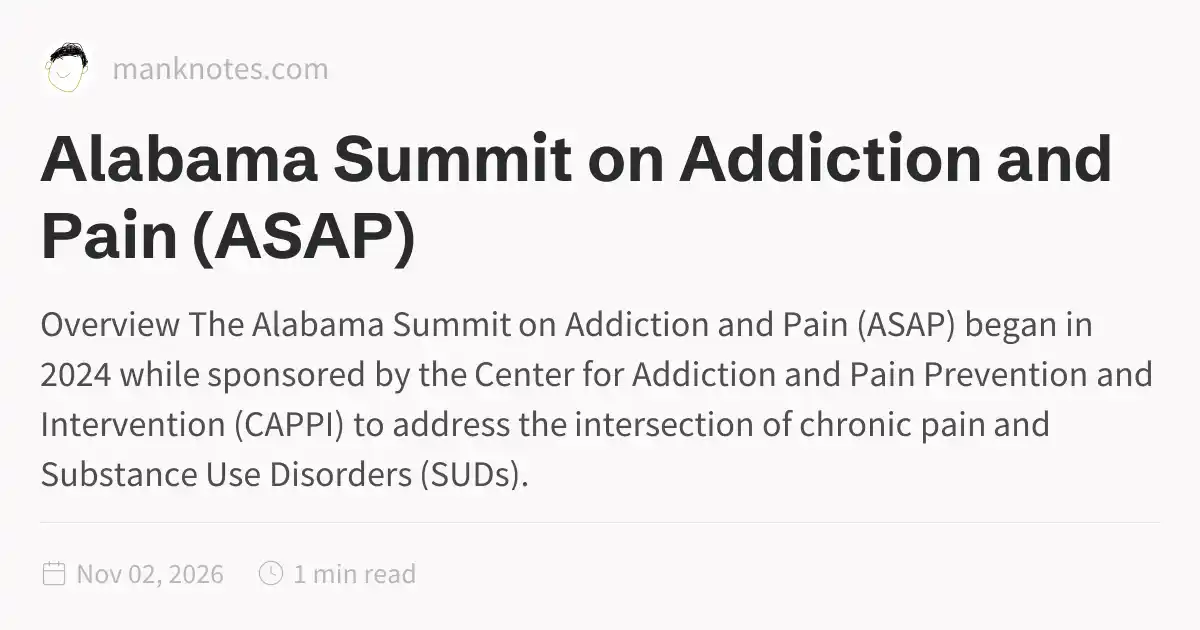 manknotes.com
Alabama Summit on Addiction and
Pain (ASAP)
Overview The Alabama Summit on Addiction and Pain (ASAP) began in
2024 while sponsored by the Center for Addiction and Pain Prevention and
Intervention (CAPPI) to address the intersection of chronic pain and
Substance Use Disorders (SUDs).
Nov 02, 2026 1 min read